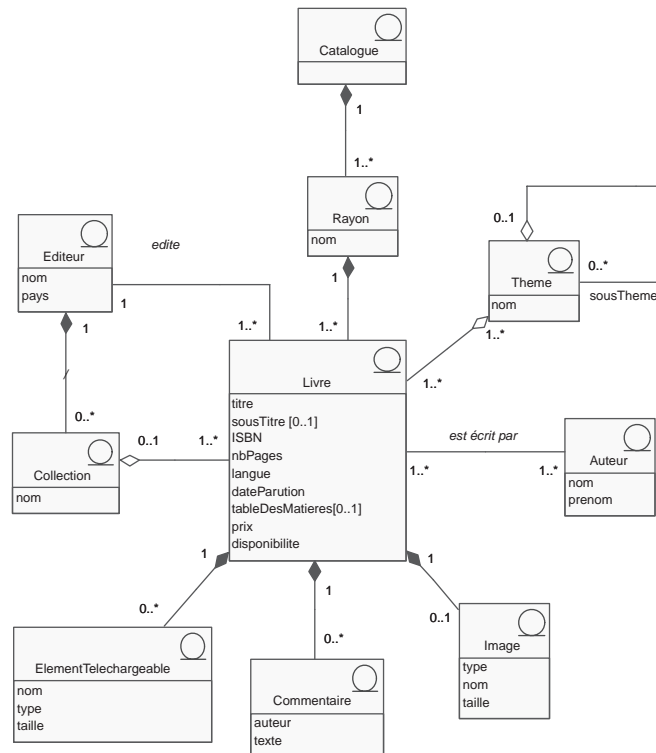 Catalogue
1
1..*
Rayon
nom
1
1..*
Editeur
nom
pays
edite
1
1..*
1
0..*
Collection
nom
0..1
1..*
0..1
0..*
sousTheme
Theme
nom
1..*
1..*
Livre
titre
sousTitre [0..1]
ISBN
nbPages
langue
dateParution
tableDesMatieres[0..1]
prix
disponibilite
est écrit par
1..*
1..*
Auteur
nom
prenom
1
0..*
1
0..*
1
0..1
ElementTelechargeable
nom
type
taille
Commentaire
auteur
texte
Image
type
nom
taille